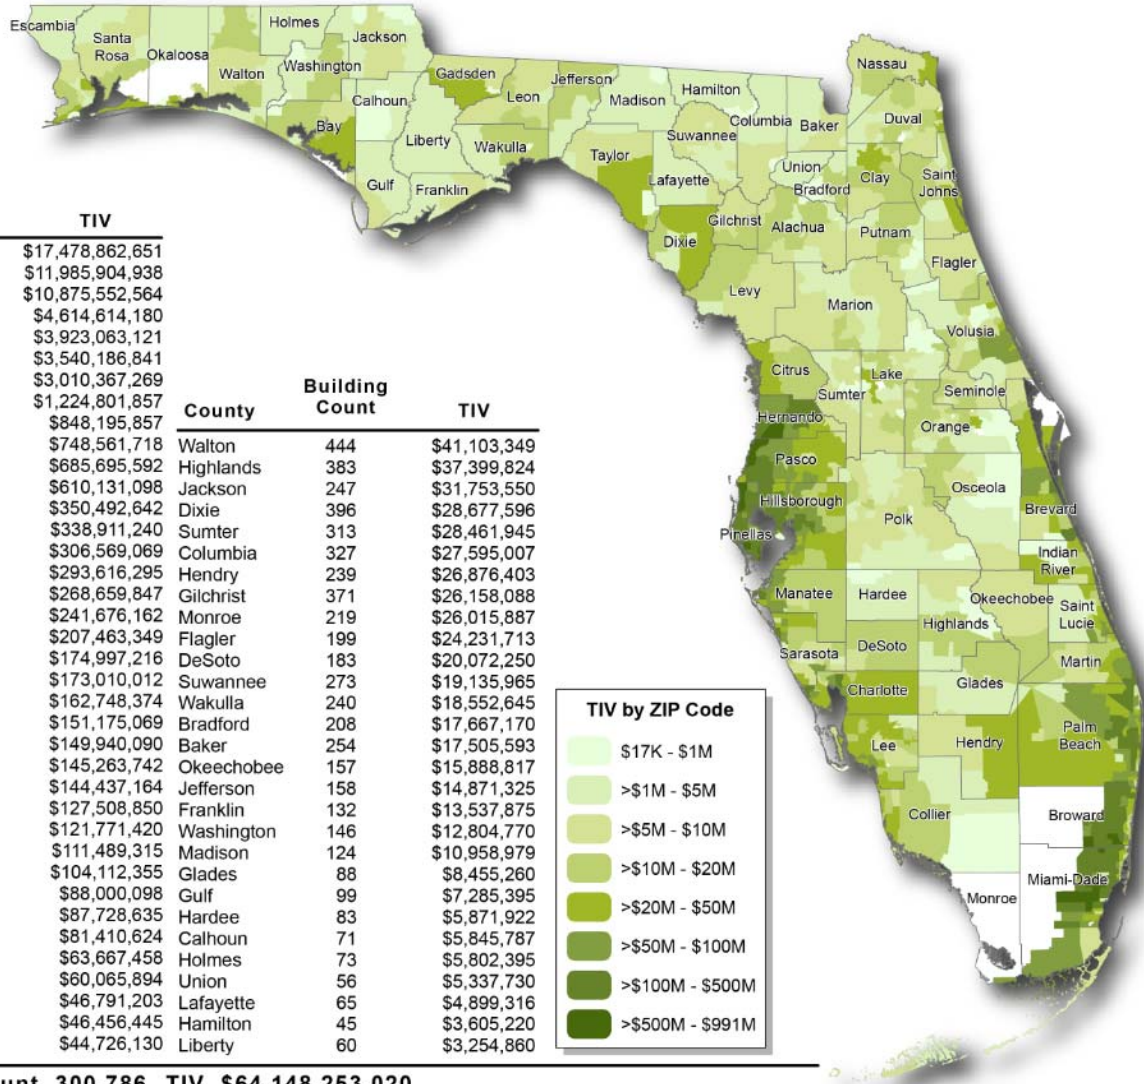 Escambia
Santa
Rosa
Okaloosa
Walton
Holmes
Washington
Jackson
Bay
Calhoun
Gulf
Liberty
Franklin
Gadsden
Leon
Wakulla
Jefferson
Madison
Taylor
Hamilton
Suwannee
Lafayette
Dixie
Columbia
Baker
Union
Bradford
Gilchrist
Alachua
Levy
Nassau
Duval
Clay
Saint
Johns
Putnam
Flagler
Marion
Volusia
Citrus
Sumter
Lake
Seminole
Hernando
Orange
Pasco
Osceola
Hillsborough
Polk
Brevard
Pinellas
Indian
River
Manatee
Hardee
Okeechobee
Highlands
Saint
Lucie
Sarasota
DeSoto
Martin
Charlotte
Glades
Lee
Hendry
Palm
Beach
Collier
Broward
Miami-Dade
Monroe
TIV
$17,478,862,651
$11,985,904,938
$10,875,552,564
$4,614,614,180
$3,923,063,121
$3,540,186,841
$3,010,367,269
$1,224,801,857
$848,195,857
$748,561,718
$685,695,592
$610,131,098
$350,492,642
$338,911,240
$306,569,069
$293,616,295
$268,659,847
$241,676,162
$207,463,349
$174,997,216
$173,010,012
$162,748,374
$151,175,069
$149,940,090
$145,263,742
$144,437,164
$127,508,850
$121,771,420
$111,489,315
$104,112,355
$88,000,098
$87,728,635
$81,410,624
$63,667,458
$60,065,894
$46,791,203
$46,456,445
$44,726,130
County Building Count TIV
Walton 444 $41,103,349
Highlands 383 $37,399,824
Jackson 247 $31,753,550
Dixie 396 $28,677,596
Sumter 313 $28,461,945
Columbia 327 $27,595,007
Hendry 239 $26,876,403
Gilchrist 371 $26,158,088
Monroe 219 $26,015,887
Flagler 199 $24,231,713
DeSoto 183 $20,072,250
Suwannee 273 $19,135,965
Wakulla 240 $18,552,645
Bradford 208 $17,667,170
Baker 254 $17,505,593
Okeechobee 157 $15,888,817
Jefferson 158 $14,871,325
Franklin 132 $13,537,875
Washington 146 $12,804,770
Madison 124 $10,958,979
Glades 88 $8,455,260
Gulf 99 $7,285,395
Hardee 83 $5,871,922
Calhoun 71 $5,845,787
Holmes 73 $5,802,395
Union 56 $5,337,730
Lafayette 65 $4,899,316
Hamilton 45 $3,605,220
Liberty 60 $3,254,860
TIV by ZIP Code
$17K - $1M
>$1M - $5M
>$5M - $10M
>$10M - $20M
>$20M - $50M
>$50M - $100M
>$100M - $500M
>$500M - $991M
300,786 TIV $64,148,253,020